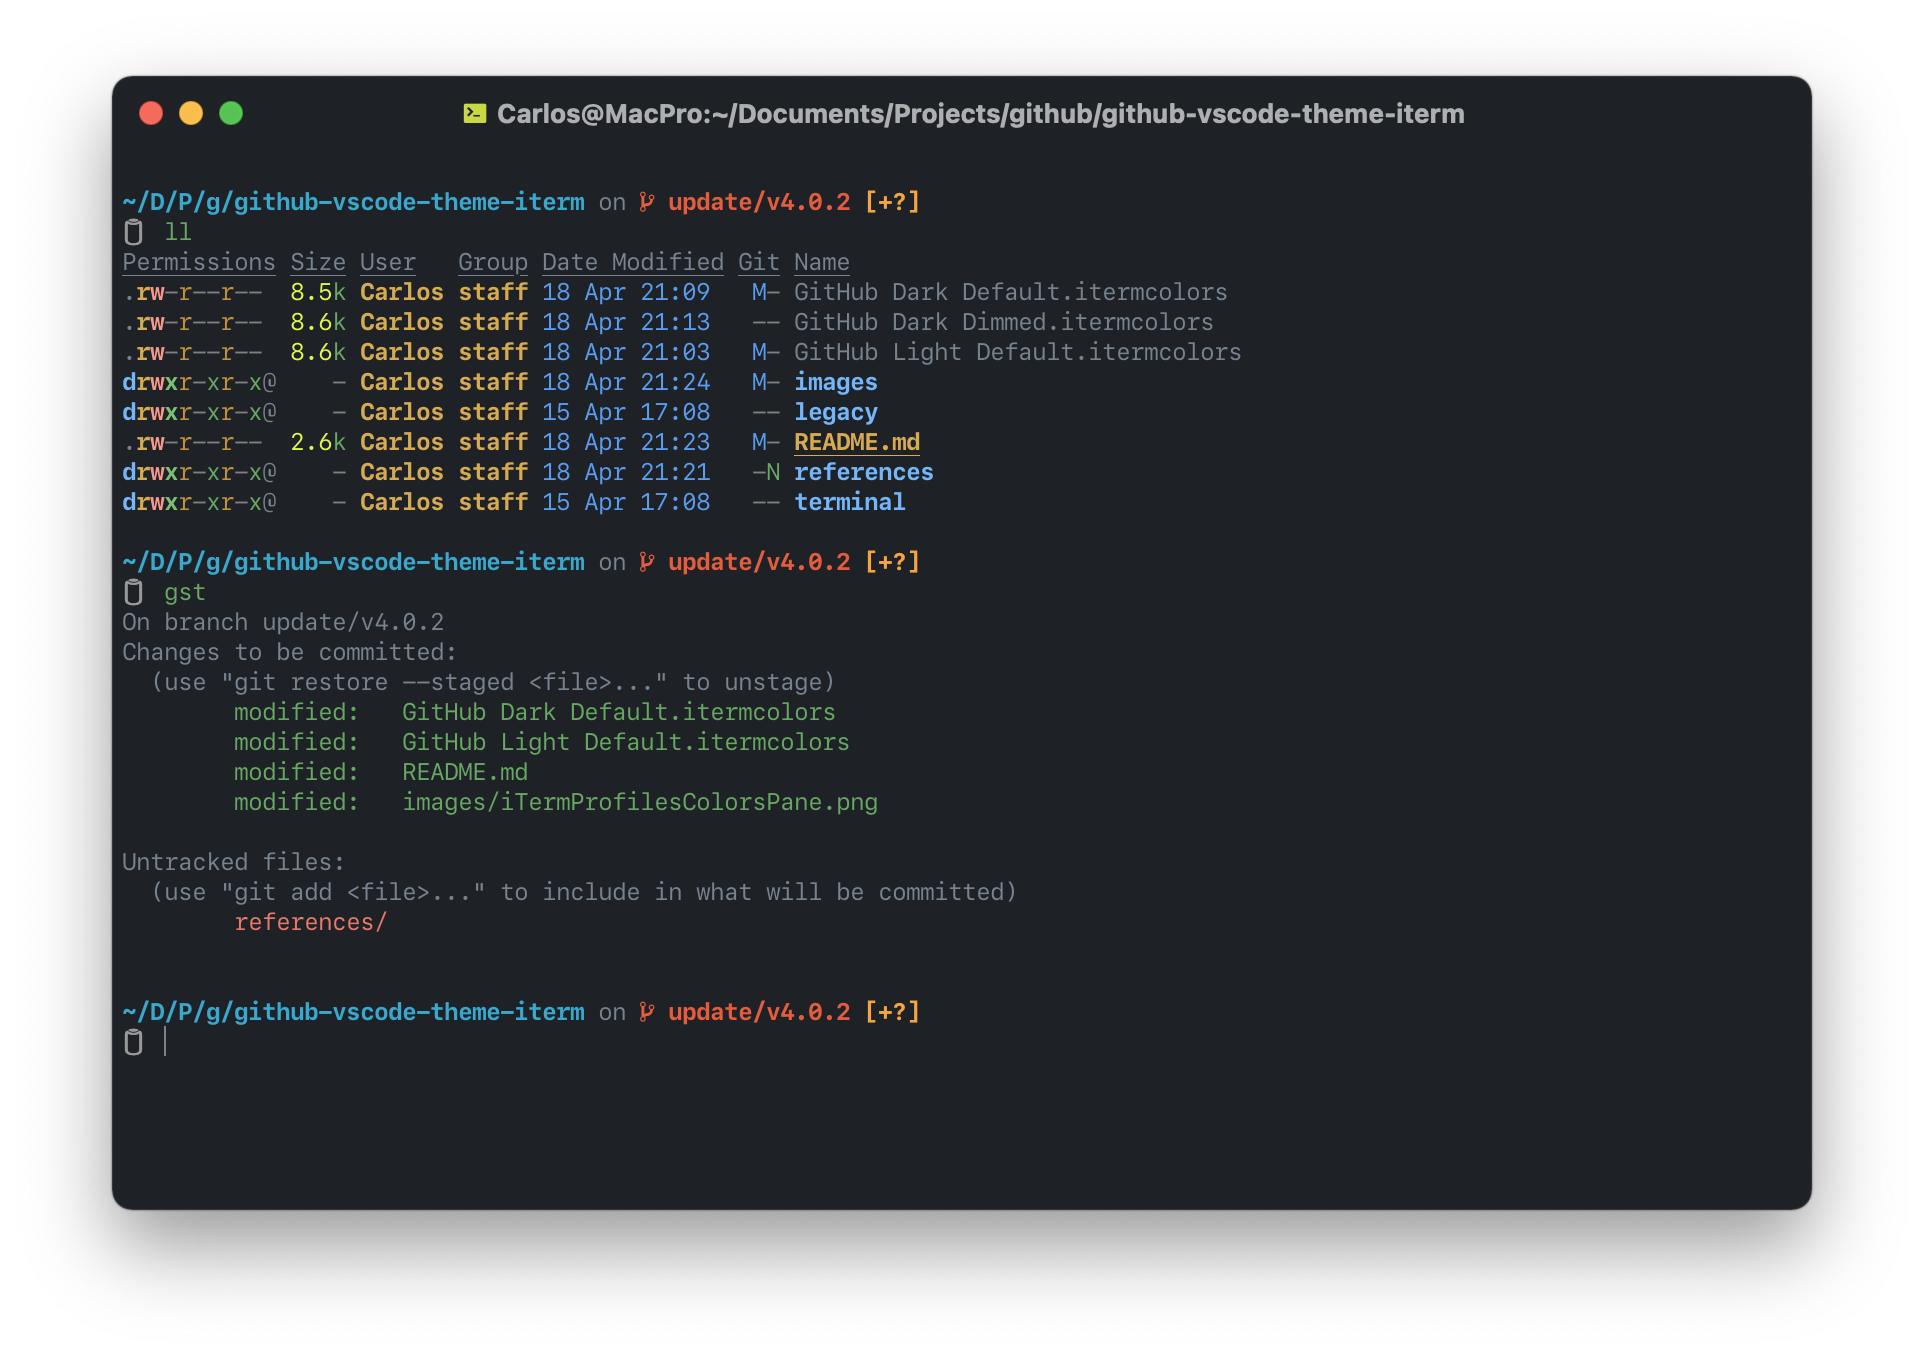 Carlos@MacPro:~/Documents/Projects/github/github-vscode-theme-iterm
~/D/P/g/github-vscode-theme-iterm on update/v4.0.2 [+?]
ll
Permissions Size User   Group  Date Modified Git Name
.rw-r--r--  8.5k Carlos staff 18 Apr 21:09   M- GitHub Dark Default.itermcolors
.rw-r--r--  8.6k Carlos staff 18 Apr 21:13   -- GitHub Dark Dimmed.itermcolors
.rw-r--r--  8.6k Carlos staff 18 Apr 21:03   M- GitHub Light Default.itermcolors
drwxr-xr-x@    - Carlos staff 18 Apr 21:24   M- images
drwxr-xr-x@    - Carlos staff 15 Apr 17:08   -- legacy
.rw-r--r--  2.6k Carlos staff 18 Apr 21:23   M- README.md
drwxr-xr-x@    - Carlos staff 18 Apr 21:21   -N references
drwxr-xr-x@    - Carlos staff 15 Apr 17:08   -- terminal
~/D/P/g/github-vscode-theme-iterm on update/v4.0.2 [+?]
gst
On branch update/v4.0.2
Changes to be committed:
  (use "git restore --staged <file>..." to unstage)
        modified:   GitHub Dark Default.itermcolors
        modified:   GitHub Light Default.itermcolors
        modified:   README.md
        modified:   images/iTermProfilesColorsPane.png
Untracked files:
  (use "git add <file>..." to include in what will be committed)
        references/
~/D/P/g/github-vscode-theme-iterm on update/v4.0.2 [+?]